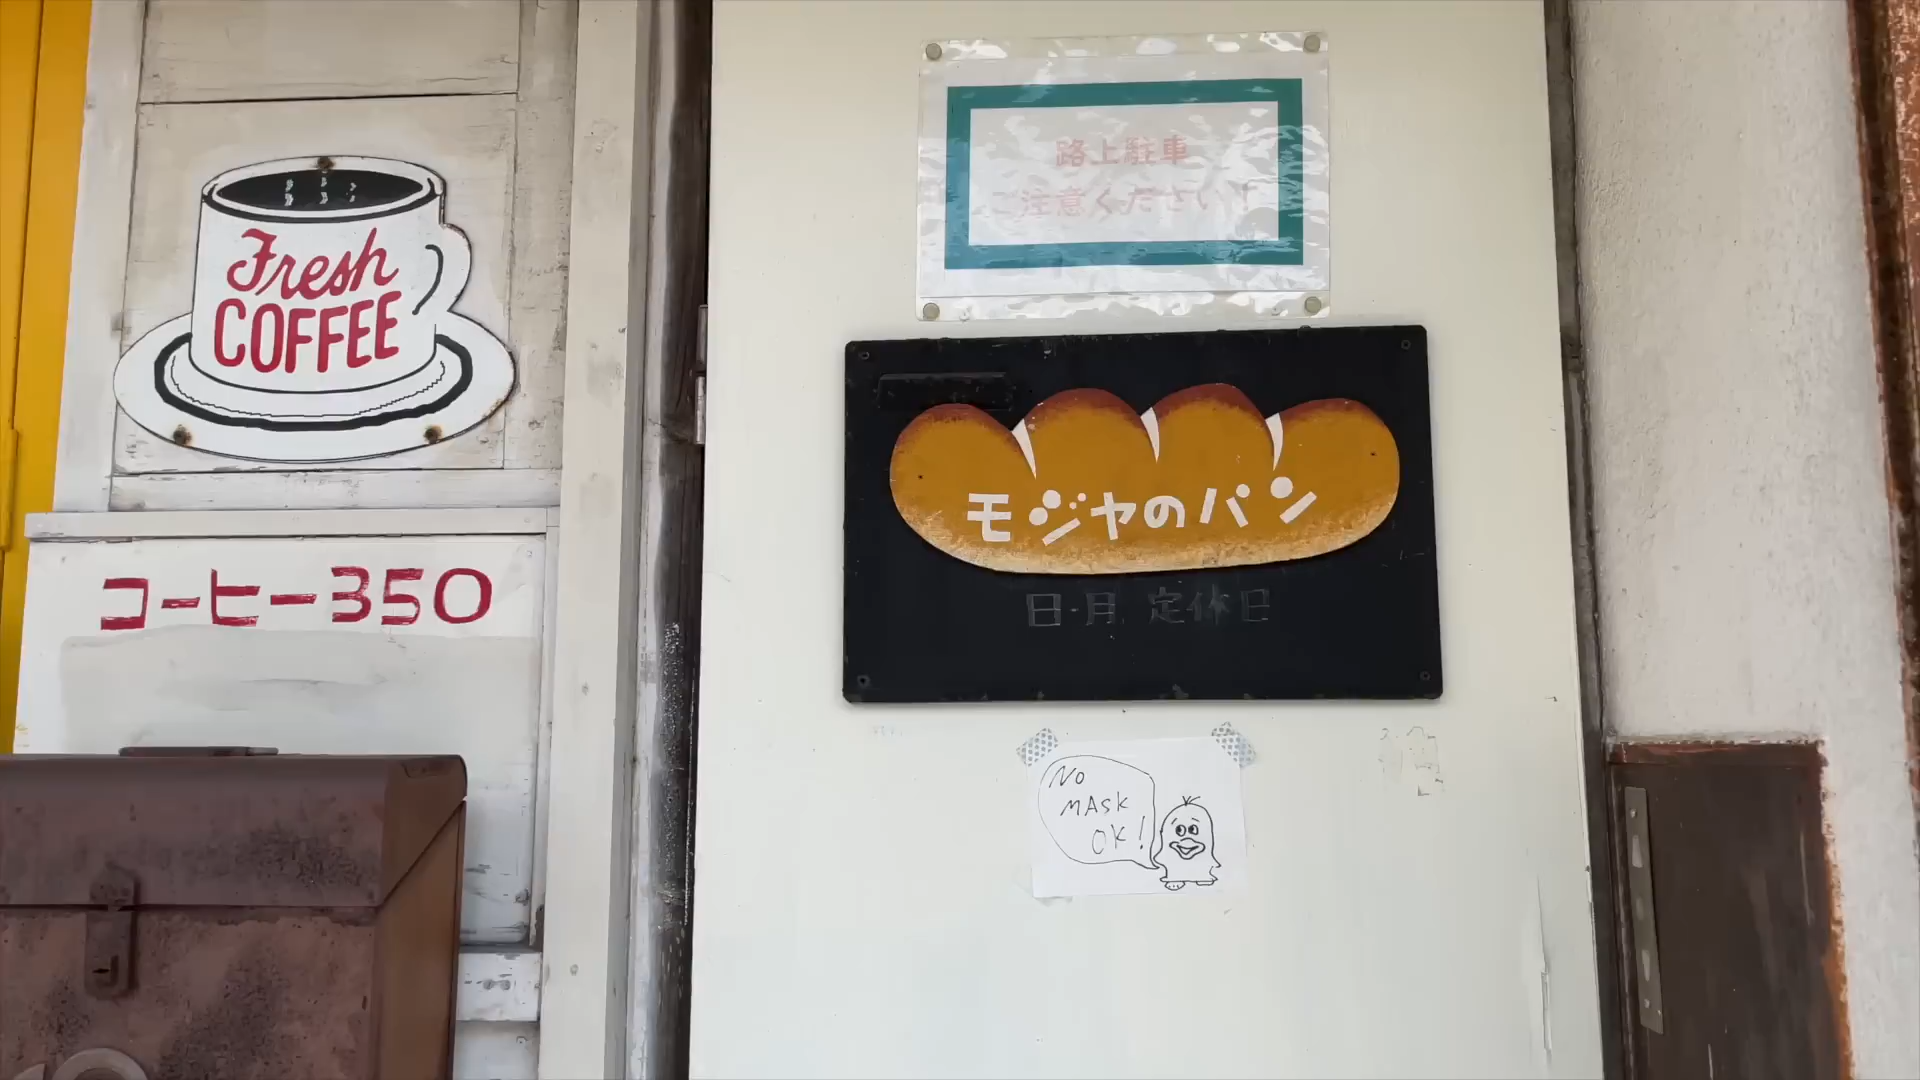 Fresh
COFFEE
コーヒー350
路上駐車
ご注意ください!
モジャのパン
日・月 定休日
NO
MASK
OK!